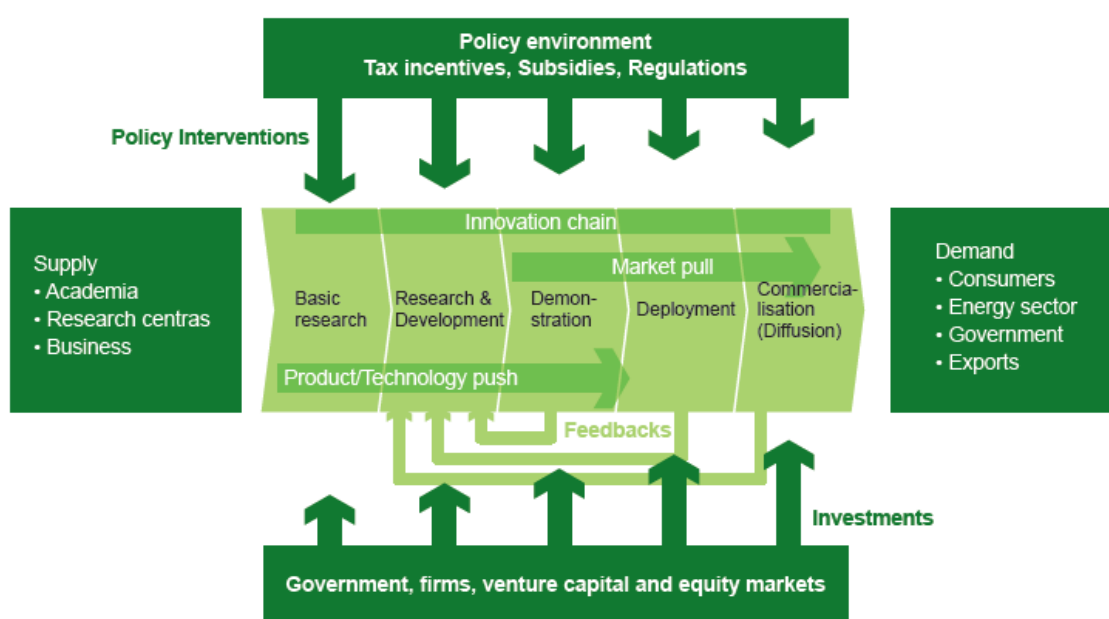 Policy environment
Tax incentives, Subsidies, Regulations
Policy Interventions
Supply
• Academia
• Research centras
• Business
Innovation chain
Market pull
Basic
research
Research &
Development
Demon-
stration
Deployment
Commercia-
lisation
(Diffusion)
Product/Technology push
Feedbacks
Demand
• Consumers
• Energy sector
• Government
• Exports
Investments
Government, firms, venture capital and equity markets